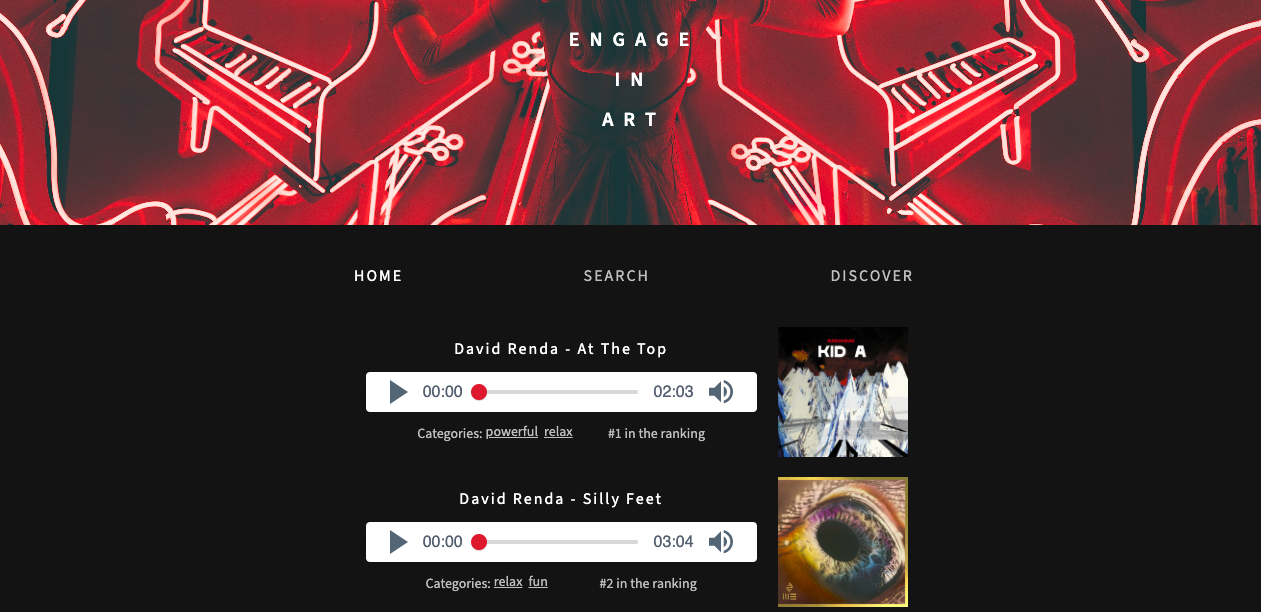 ENGAGE
IN
ART
HOME SEARCH DISCOVER
David Renda - At The Top
00:00 02:03
Categories: powerful relax #1 in the ranking
KID A
David Renda - Silly Feet
00:00 03:04
Categories: relax fun #2 in the ranking